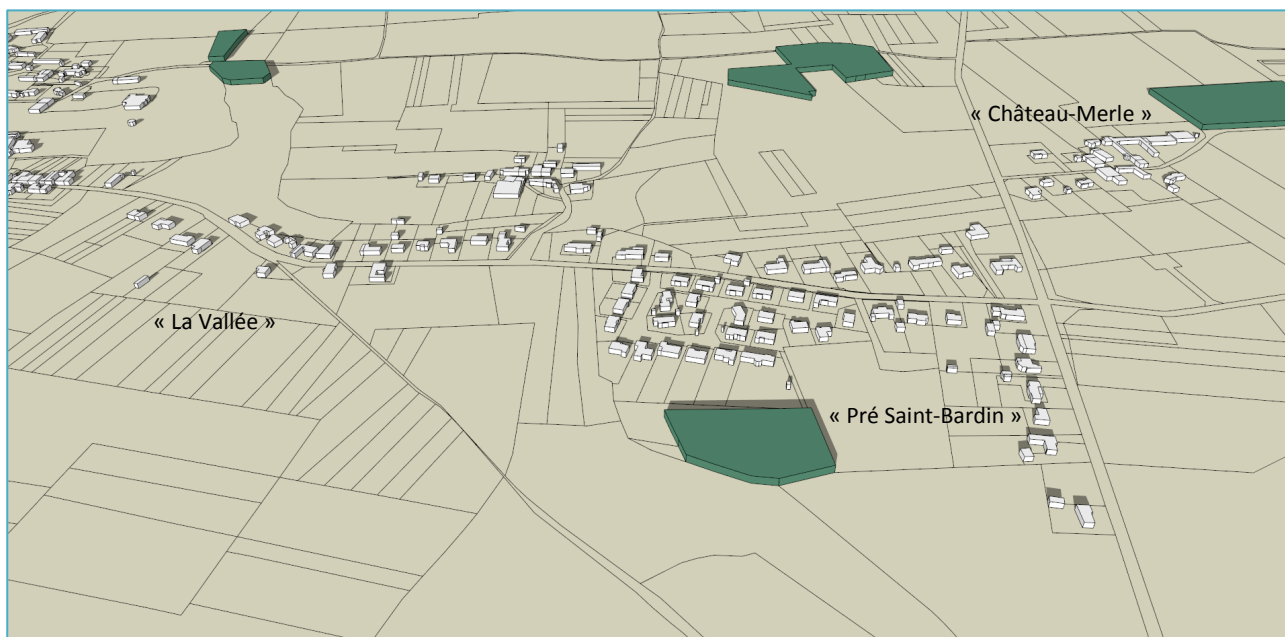 « Château-Merle »
« La Vallée »
« Pré Saint-Bardin »